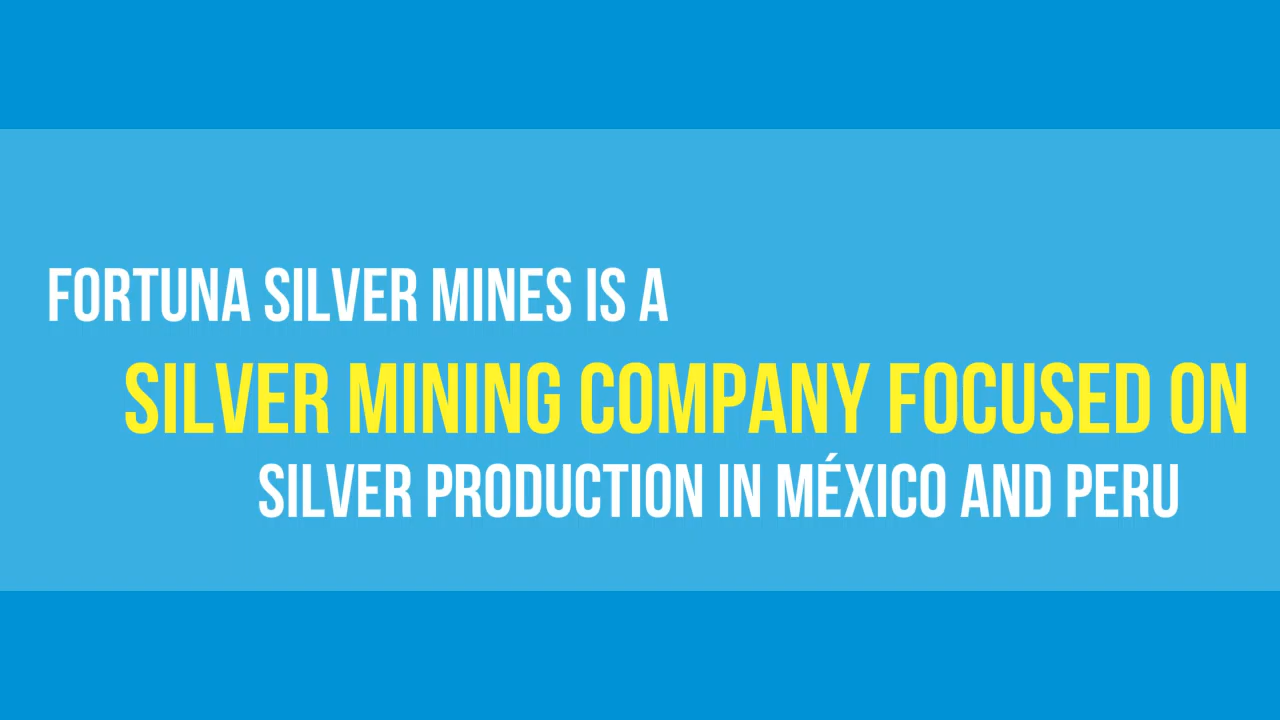 FORTUNA SILVER MINES IS A
SILVER MINING COMPANY FOCUSED ON
SILVER PRODUCTION IN MÉXICO AND PERU